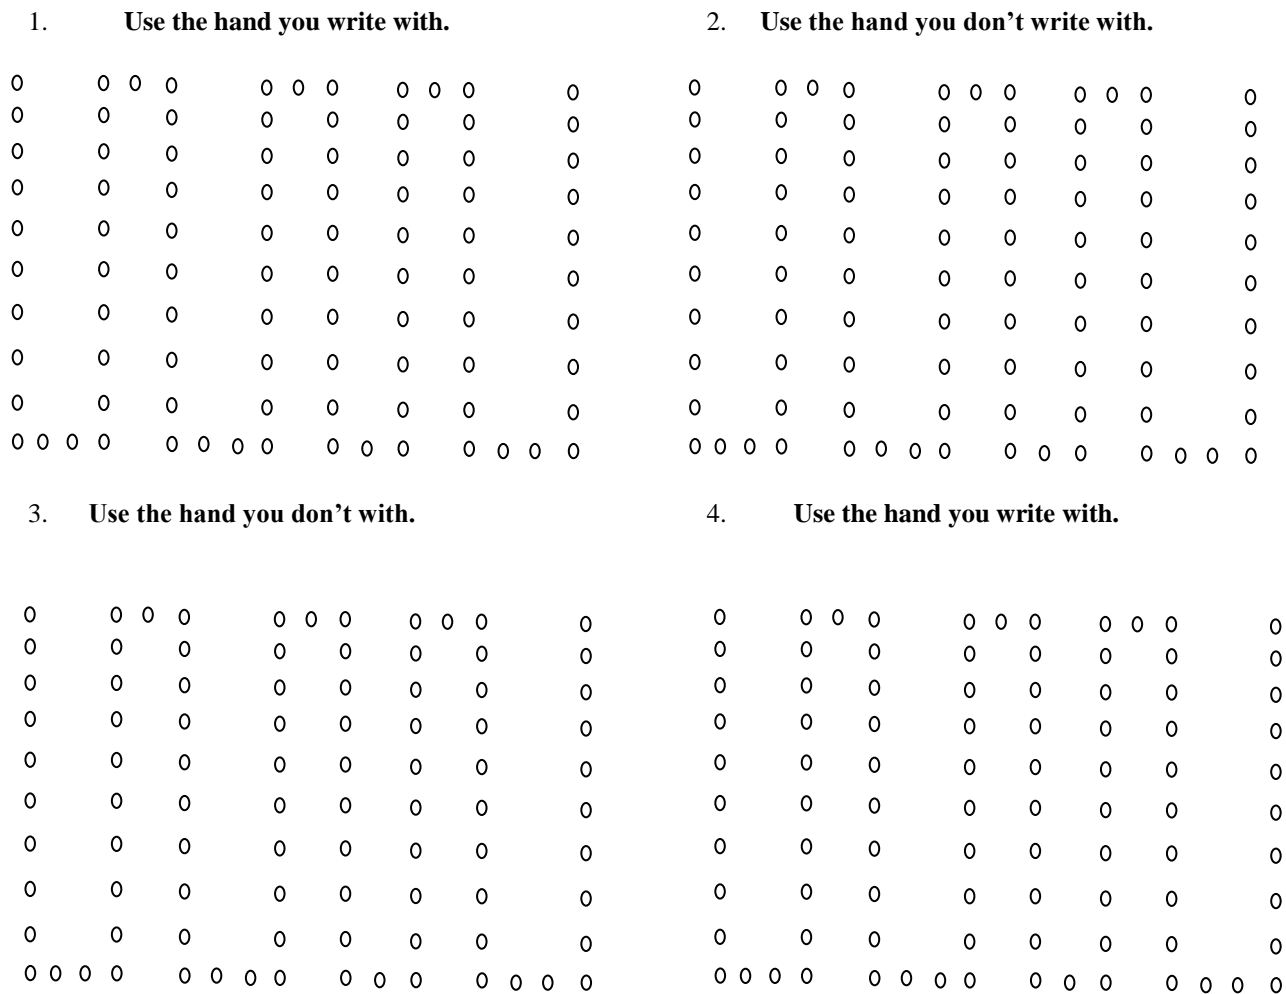 1. Use the hand you write with.
2. Use the hand you don’t write with.
3. Use the hand you don’t with.
4. Use the hand you write with.